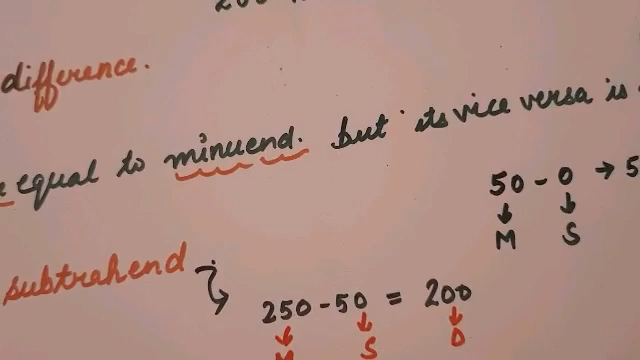 difference.
equal to minuend. but its vice versa is
50 - 0 → 5
M S
subtrahend
250 - 50 = 200
M S D